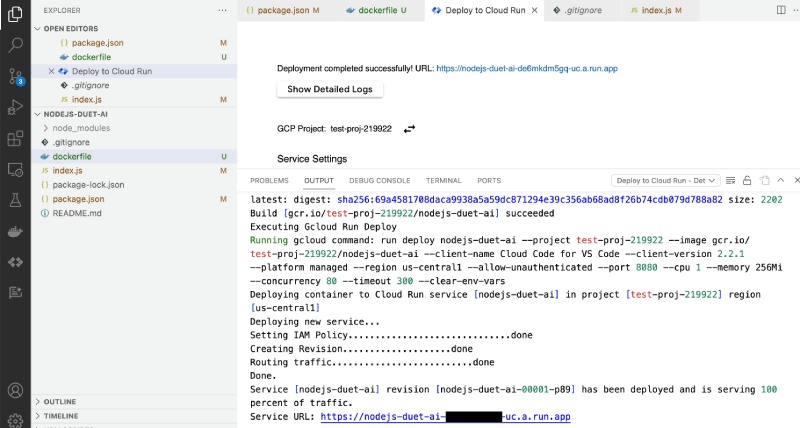 EXPLORER
OPEN EDITORS
package.json M
dockerfile U
Deploy to Cloud Run
.gitignore
index.js M
NODEJS-DUET-AI
node_modules
.gitignore
dockerfile U
index.js M
package-lock.json
package.json M
README.md
OUTLINE
TIMELINE
3
package.json M dockerfile U Deploy to Cloud Run .gitignore index.js M
Deployment completed successfully! URL: https://nodejs-duet-ai-de6mkdm5gq-uc.a.run.app
Show Detailed Logs
GCP Project: test-proj-219922
Service Settings
PROBLEMS OUTPUT DEBUG CONSOLE TERMINAL PORTS Deploy to Cloud Run - Det
latest: digest: sha256:69a4581708daca9938a5a59dc871294e39c356ab68ad8f26b74cdb079d788a82 size: 2202
Build [gcr.io/test-proj-219922/nodejs-duet-ai] succeeded
Executing Gcloud Run Deploy
Running gcloud command: run deploy nodejs-duet-ai --project test-proj-219922 --image gcr.io/
test-proj-219922/nodejs-duet-ai --client-name Cloud Code for VS Code --client-version 2.2.1
--platform managed --region us-central1 --allow-unauthenticated --port 8080 --cpu 1 --memory 256Mi
--concurrency 80 --timeout 300 --clear-env-vars
Deploying container to Cloud Run service [nodejs-duet-ai] in project [test-proj-219922] region
[us-central1]
Deploying new service...
Setting IAM Policy..............................done
Creating Revision....................done
Routing traffic..........................done
Done.
Service [nodejs-duet-ai] revision [nodejs-duet-ai-00001-p89] has been deployed and is serving 100
percent of traffic.
Service URL: https://nodejs-duet-ai- -uc.a.run.app